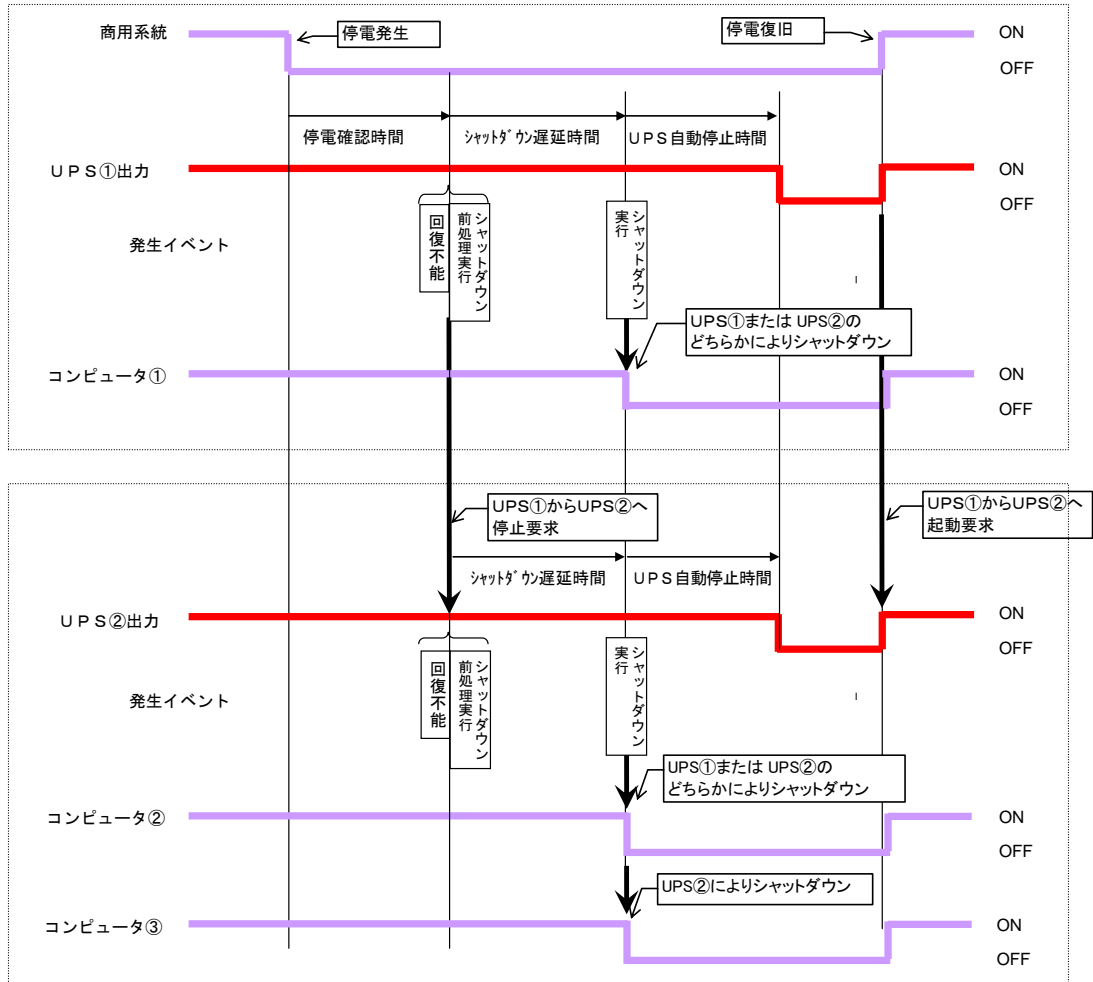 商用系統
停電発生
停電復旧
ON
OFF
停電確認時間
ｼｬｯﾄﾀﾞｳﾝ遅延時間
UPS自動停止時間
ＵＰＳ①出力
ON
OFF
発生イベント
回復不能
シャットダウン
前処理実行
シャットダウン
実行
UPS①または UPS②の
どちらかによりシャットダウン
コンピュータ①
ON
OFF
UPS①からUPS②へ
停止要求
UPS①からUPS②へ
起動要求
ｼｬｯﾄﾀﾞｳﾝ遅延時間
UPS自動停止時間
ＵＰＳ②出力
ON
OFF
発生イベント
回復不能
シャットダウン
前処理実行
シャットダウン
実行
UPS①または UPS②の
どちらかによりシャットダウン
コンピュータ②
ON
OFF
UPS②によりシャットダウン
コンピュータ③
ON
OFF